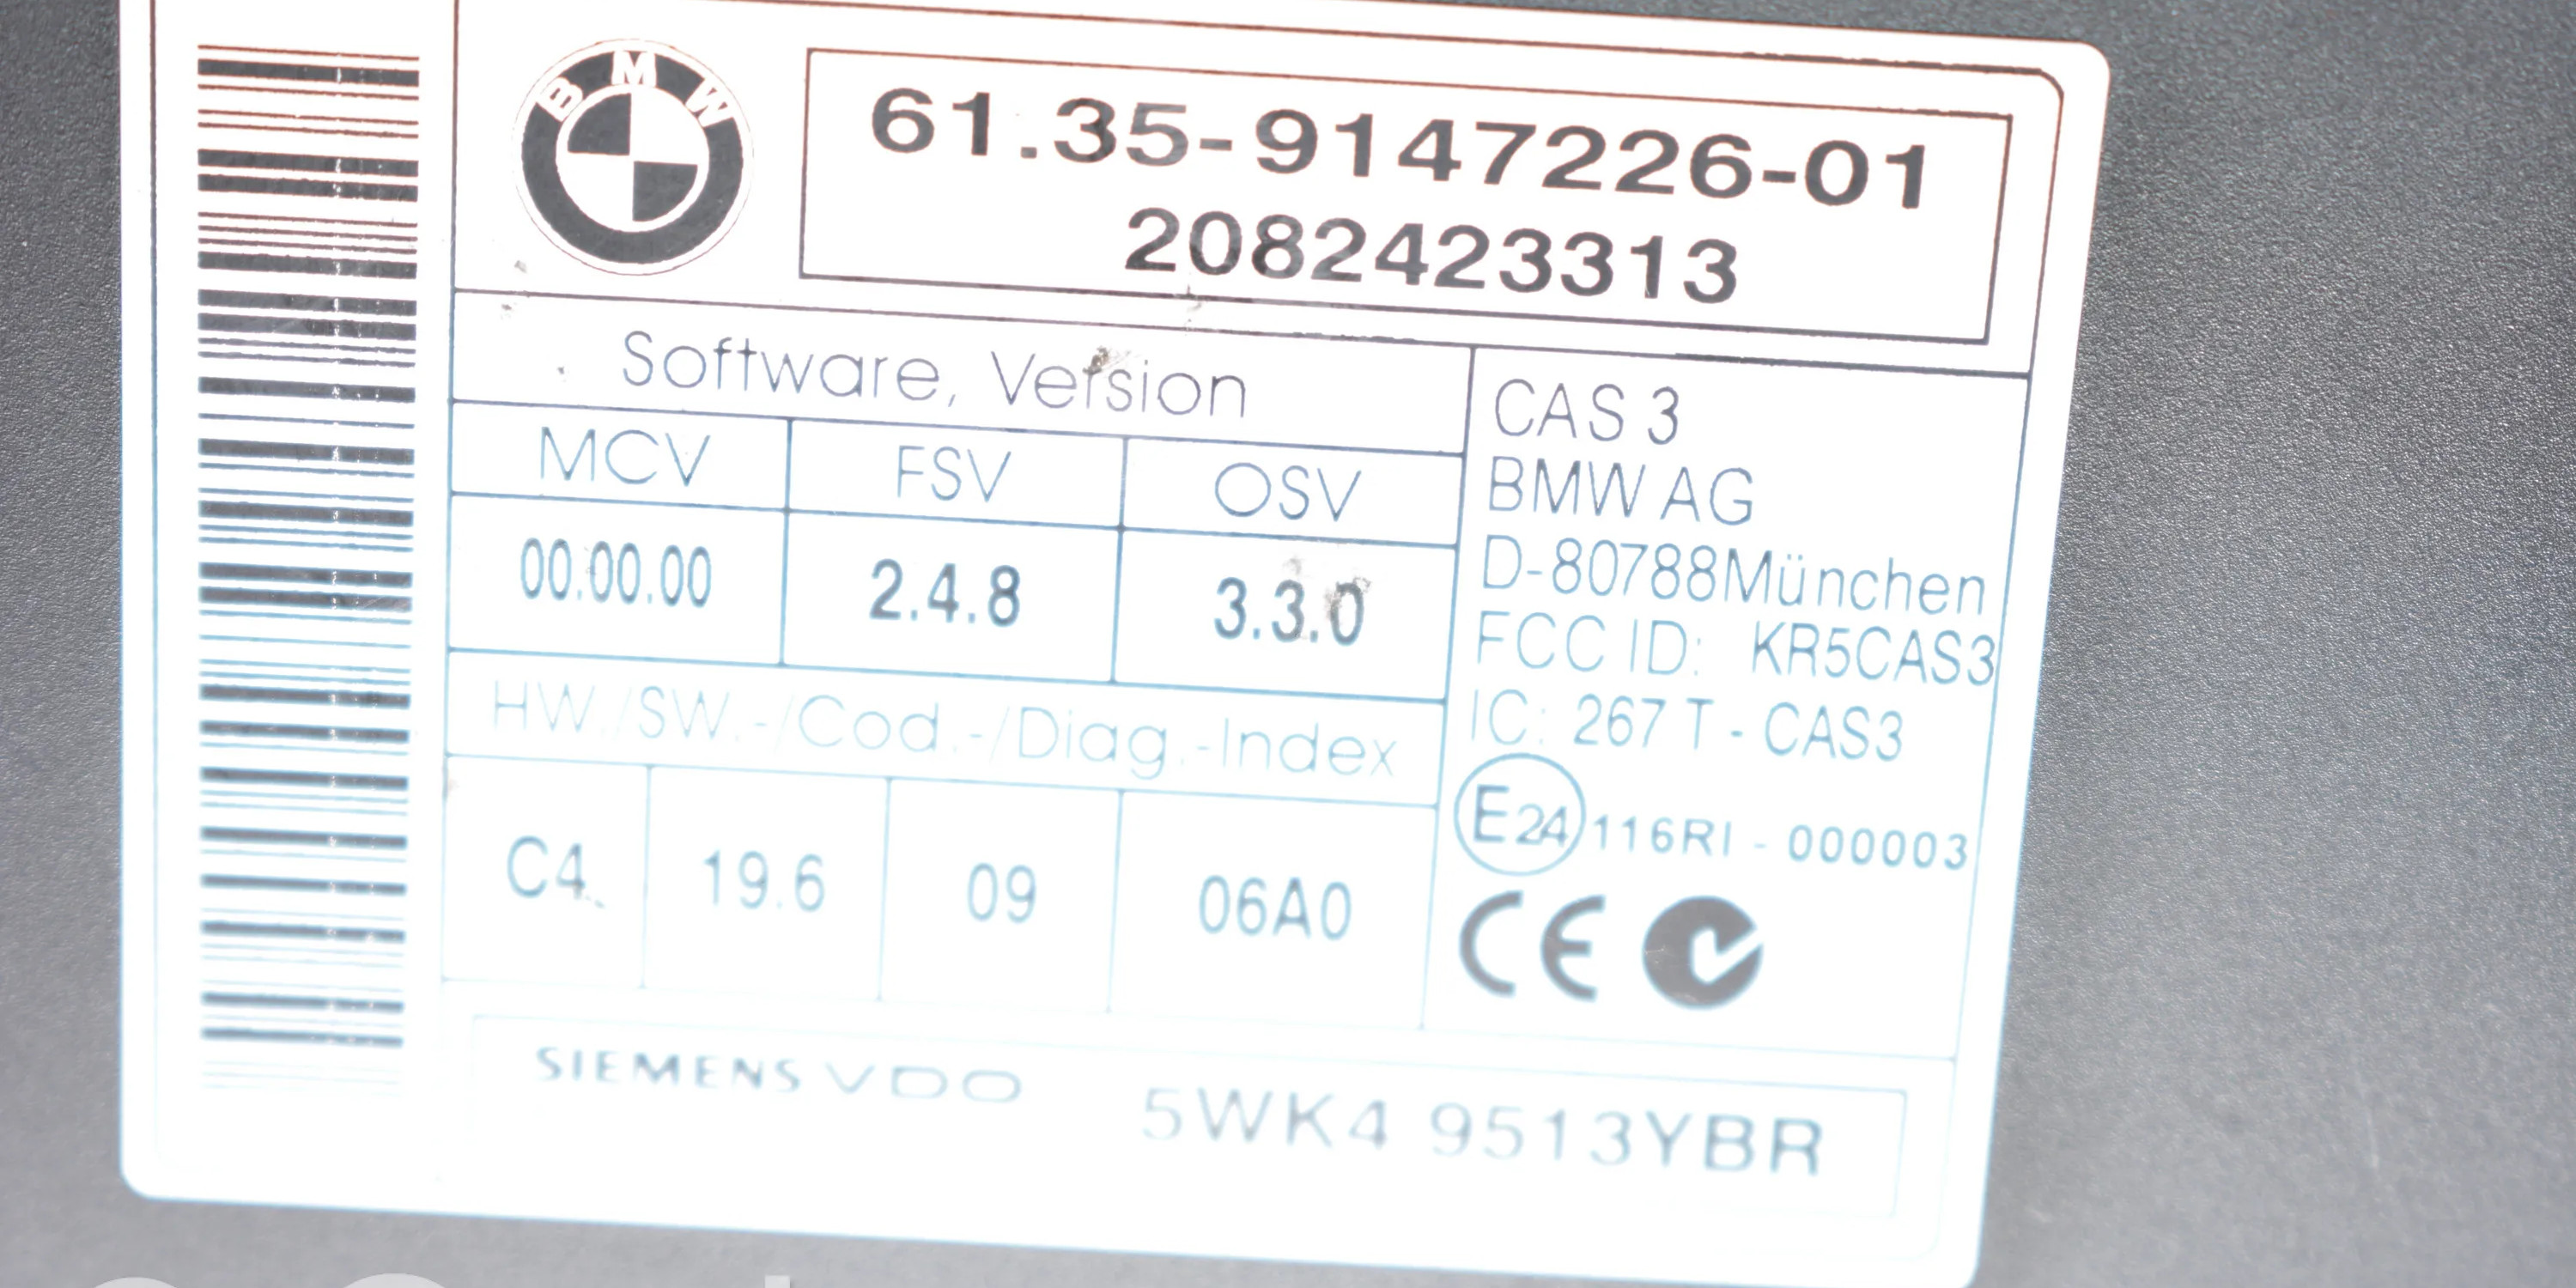 BMW
61.35-9147226-01
2082423313
Software, Version
MCV FSV OSV
00.00.00 2.4.8 3.3.0
HW./SW.-/Cod.-/Diag.-Index
C4 19.6 09 06A0
CAS 3
BMW AG
D-80788München
FCC ID: KR5CAS3
IC: 267 T - CAS3
E24 116RI - 000003
CE
SIEMENS VDO 5WK4 9513YBR